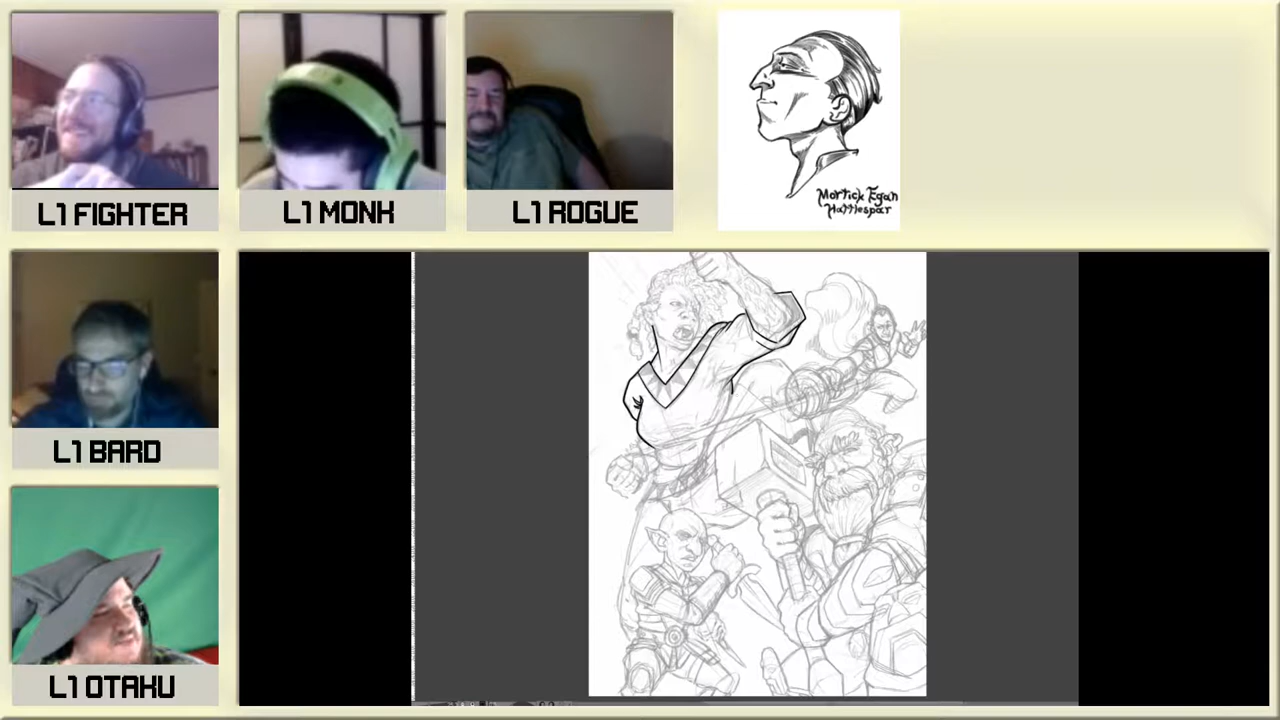 L1 FIGHTER
L1 MONK
L1 ROGUE
Mortick Egan
Hattlespar
L1 BARD
L1 OTAKU